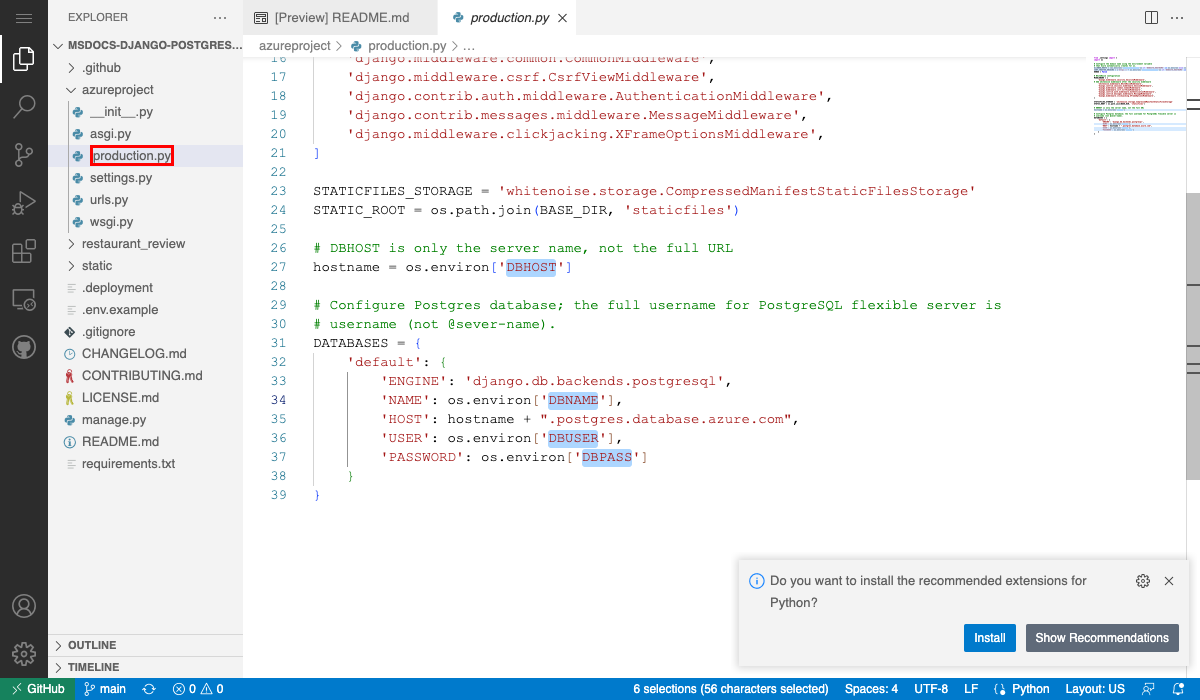 EXPLORER
MSDOCS-DJANGO-POSTGRES...
.github
azureproject
__init__.py
asgi.py
production.py
settings.py
urls.py
wsgi.py
restaurant_review
static
.deployment
.env.example
.gitignore
CHANGELOG.md
CONTRIBUTING.md
LICENSE.md
manage.py
README.md
requirements.txt
OUTLINE
TIMELINE
[Preview] README.md
production.py
azureproject > production.py > ...
16 'django.middleware.common.CommonMiddleware',
17 'django.middleware.csrf.CsrfViewMiddleware',
18 'django.contrib.auth.middleware.AuthenticationMiddleware',
19 'django.contrib.messages.middleware.MessageMiddleware',
20 'django.middleware.clickjacking.XFrameOptionsMiddleware',
21 ]
22
23 STATICFILES_STORAGE = 'whitenoise.storage.CompressedManifestStaticFilesStorage'
24 STATIC_ROOT = os.path.join(BASE_DIR, 'staticfiles')
25
26 # DBHOST is only the server name, not the full URL
27 hostname = os.environ['DBHOST']
28
29 # Configure Postgres database; the full username for PostgreSQL flexible server is
30 # username (not @sever-name).
31 DATABASES = {
32 'default': {
33 'ENGINE': 'django.db.backends.postgresql',
34 'NAME': os.environ['DBNAME'],
35 'HOST': hostname + ".postgres.database.azure.com",
36 'USER': os.environ['DBUSER'],
37 'PASSWORD': os.environ['DBPASS']
38 }
39 }
Do you want to install the recommended extensions for
Python?
Install
Show Recommendations
GitHub main 0 0 6 selections (56 characters selected) Spaces: 4 UTF-8 LF Python Layout: US